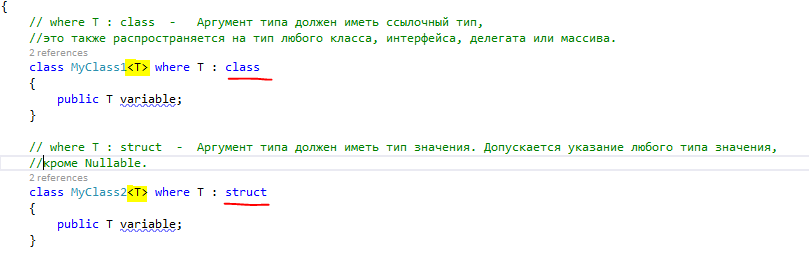 {
// where T : class  -   Аргумент типа должен иметь ссылочный тип,
//это также распространяется на тип любого класса, интерфейса, делегата или массива.
2 references
class MyClass1<T> where T : class
{
public T variable;
}
// where T : struct  -  Аргумент типа должен иметь тип значения. Допускается указание любого типа значения,
//кроме Nullable.
2 references
class MyClass2<T> where T : struct
{
public T variable;
}